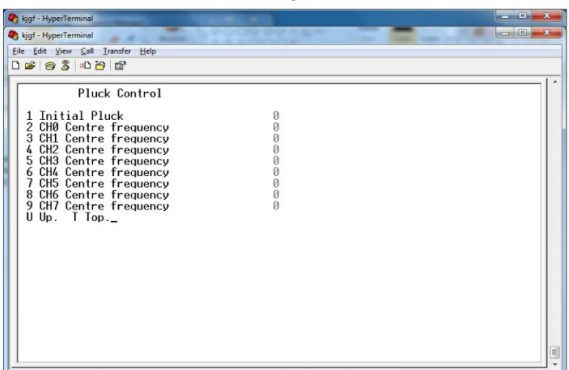 kjgf - HyperTerminal
kjgf - HyperTerminal
File Edit View Call Transfer Help
Pluck Control
1 Initial Pluck 0
2 CH0 Centre frequency 0
3 CH1 Centre frequency 0
4 CH2 Centre frequency 0
5 CH3 Centre frequency 0
6 CH4 Centre frequency 0
7 CH5 Centre frequency 0
8 CH6 Centre frequency 0
9 CH7 Centre frequency 0
U Up. T Top._